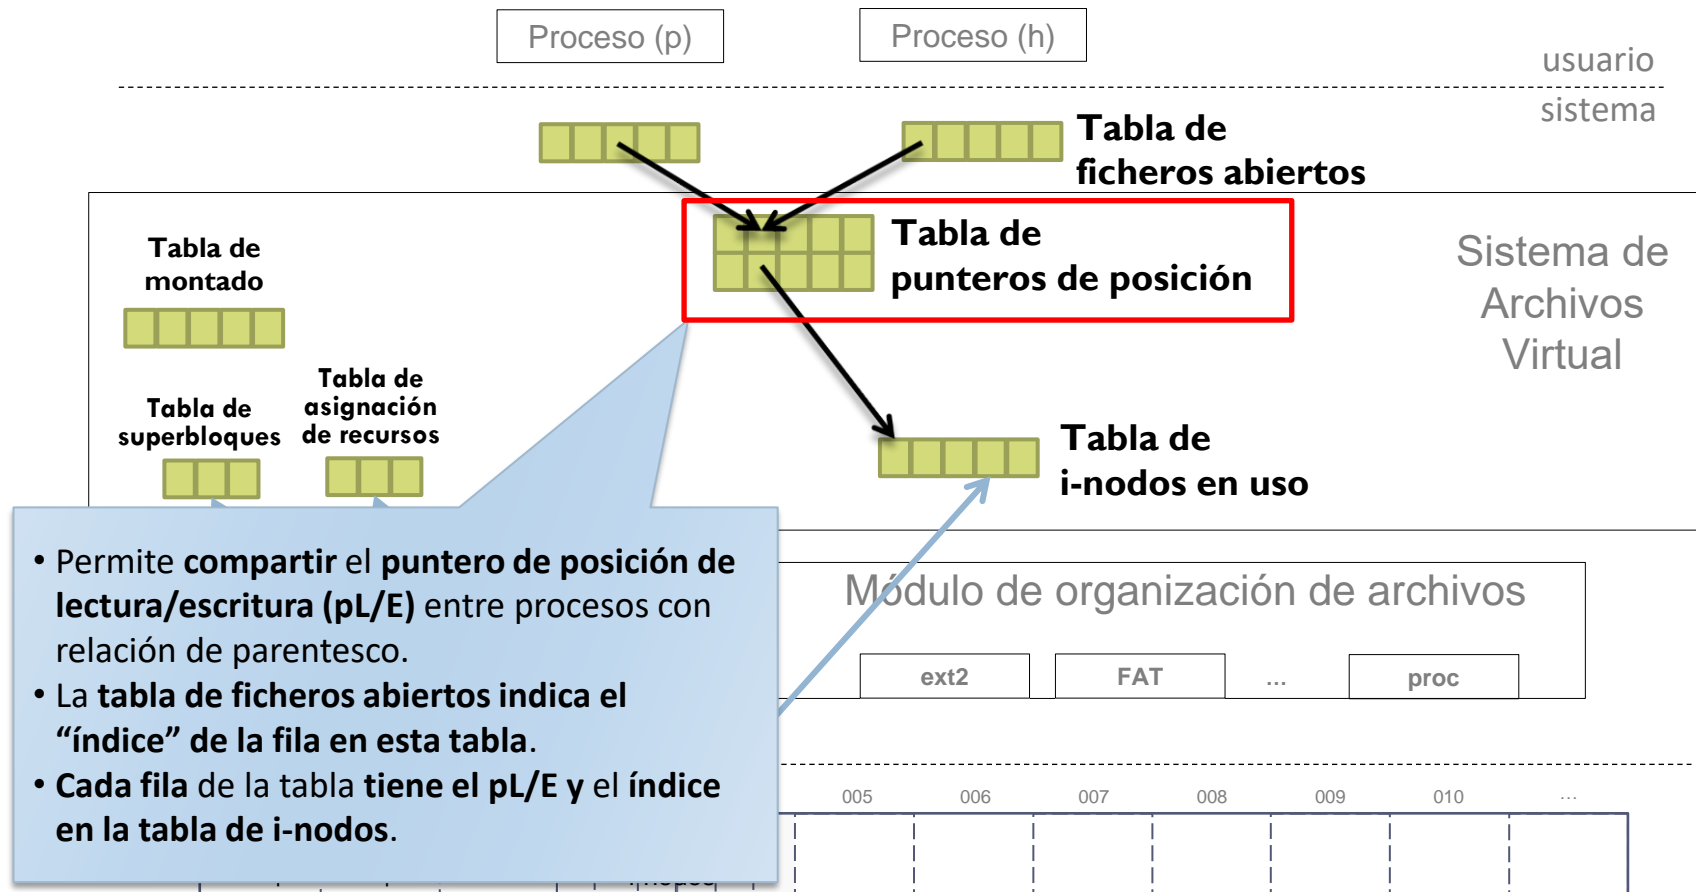 Proceso (p)
Proceso (h)
usuario
sistema
Tabla de
ficheros abiertos
Tabla de
punteros de posición
Sistema de
Archivos
Virtual
Tabla de
montado
Tabla de
superbloques
Tabla de
asignación
de recursos
Tabla de
i-nodos en uso
• Permite compartir el puntero de posición de
lectura/escritura (pL/E) entre procesos con
relación de parentesco.
• La tabla de ficheros abiertos indica el
“índice” de la fila en esta tabla.
• Cada fila de la tabla tiene el pL/E y el índice
en la tabla de i-nodos.
Módulo de organización de archivos
ext2
FAT
...
proc
005
006
007
008
009
010
...